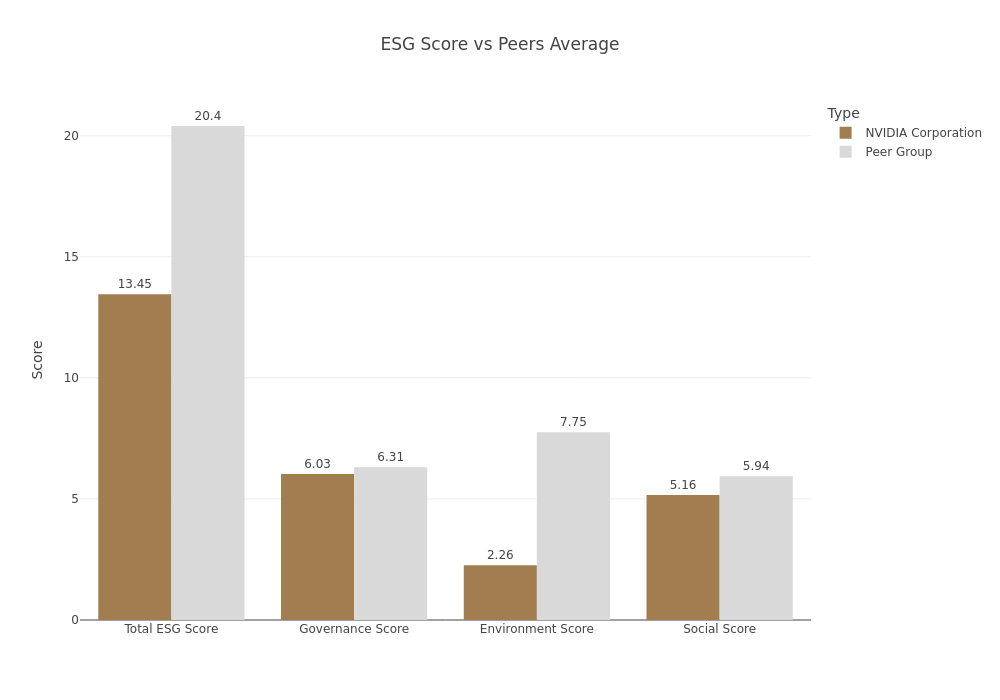 ESG Score vs Peers Average
Type
NVIDIA Corporation
Peer Group
Score
20
15
10
5
0
13.45
20.4
6.03
6.31
2.26
7.75
5.16
5.94
Total ESG Score
Governance Score
Environment Score
Social Score